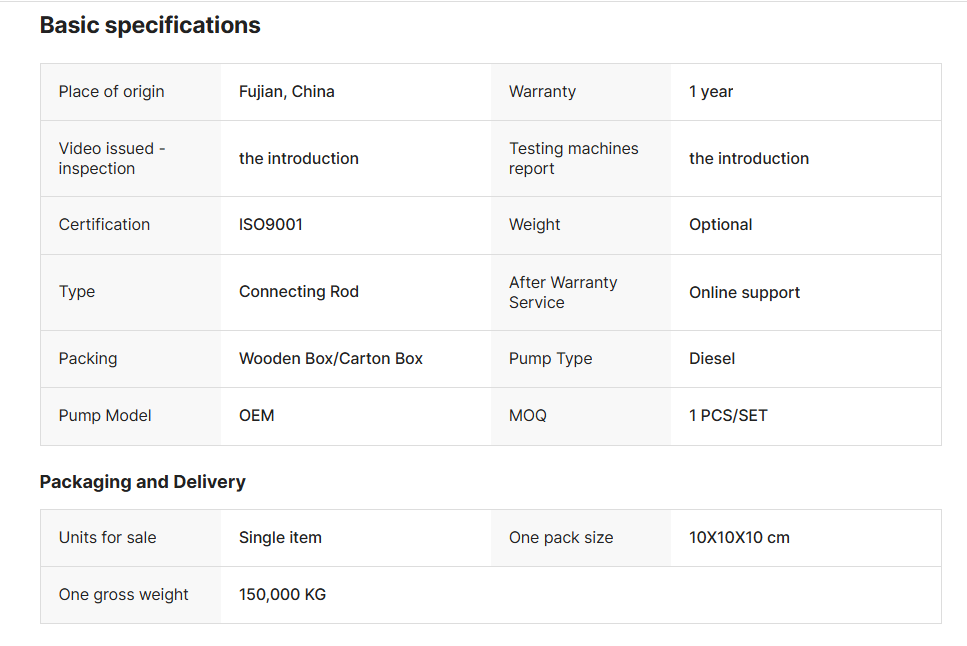 Basic specifications
Place of origin
Fujian, China
Warranty
1 year
Video issued -
inspection
the introduction
Testing machines
report
the introduction
Certification
ISO9001
Weight
Optional
Type
Connecting Rod
After Warranty
Service
Online support
Packing
Wooden Box/Carton Box
Pump Type
Diesel
Pump Model
OEM
MOQ
1 PCS/SET
Packaging and Delivery
Units for sale
Single item
One pack size
10X10X10 cm
One gross weight
150,000 KG